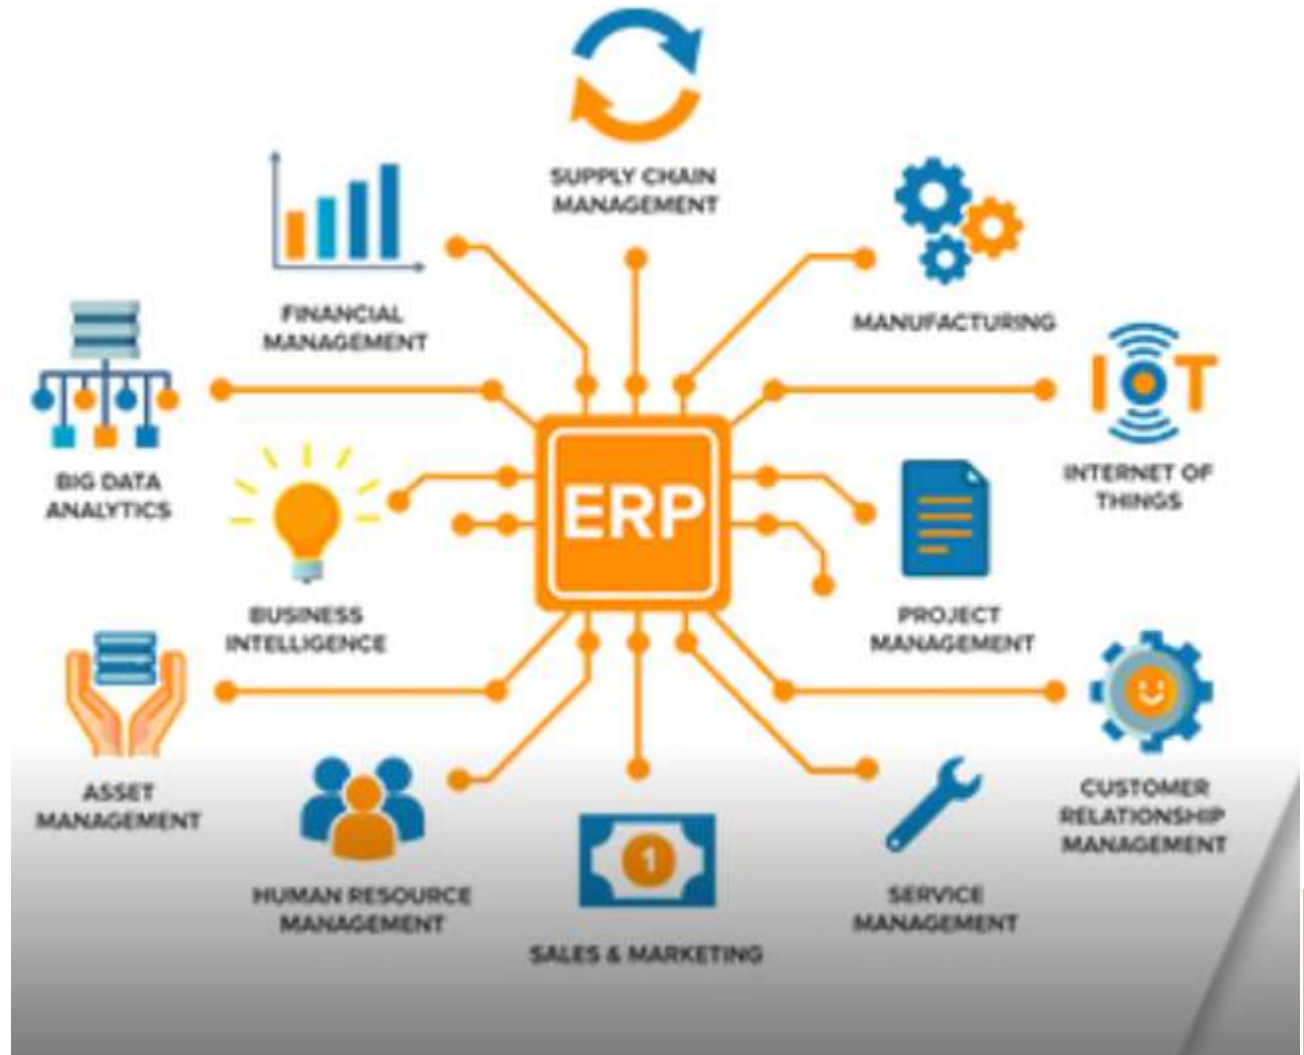 SUPPLY CHAIN
MANAGEMENT
FINANCIAL
MANAGEMENT
MANUFACTURING
BIG DATA
ANALYTICS
IOT
INTERNET OF
THINGS
ERP
BUSINESS
INTELLIGENCE
PROJECT
MANAGEMENT
ASSET
MANAGEMENT
CUSTOMER
RELATIONSHIP
MANAGEMENT
HUMAN RESOURCE
MANAGEMENT
1
SALES & MARKETING
SERVICE
MANAGEMENT